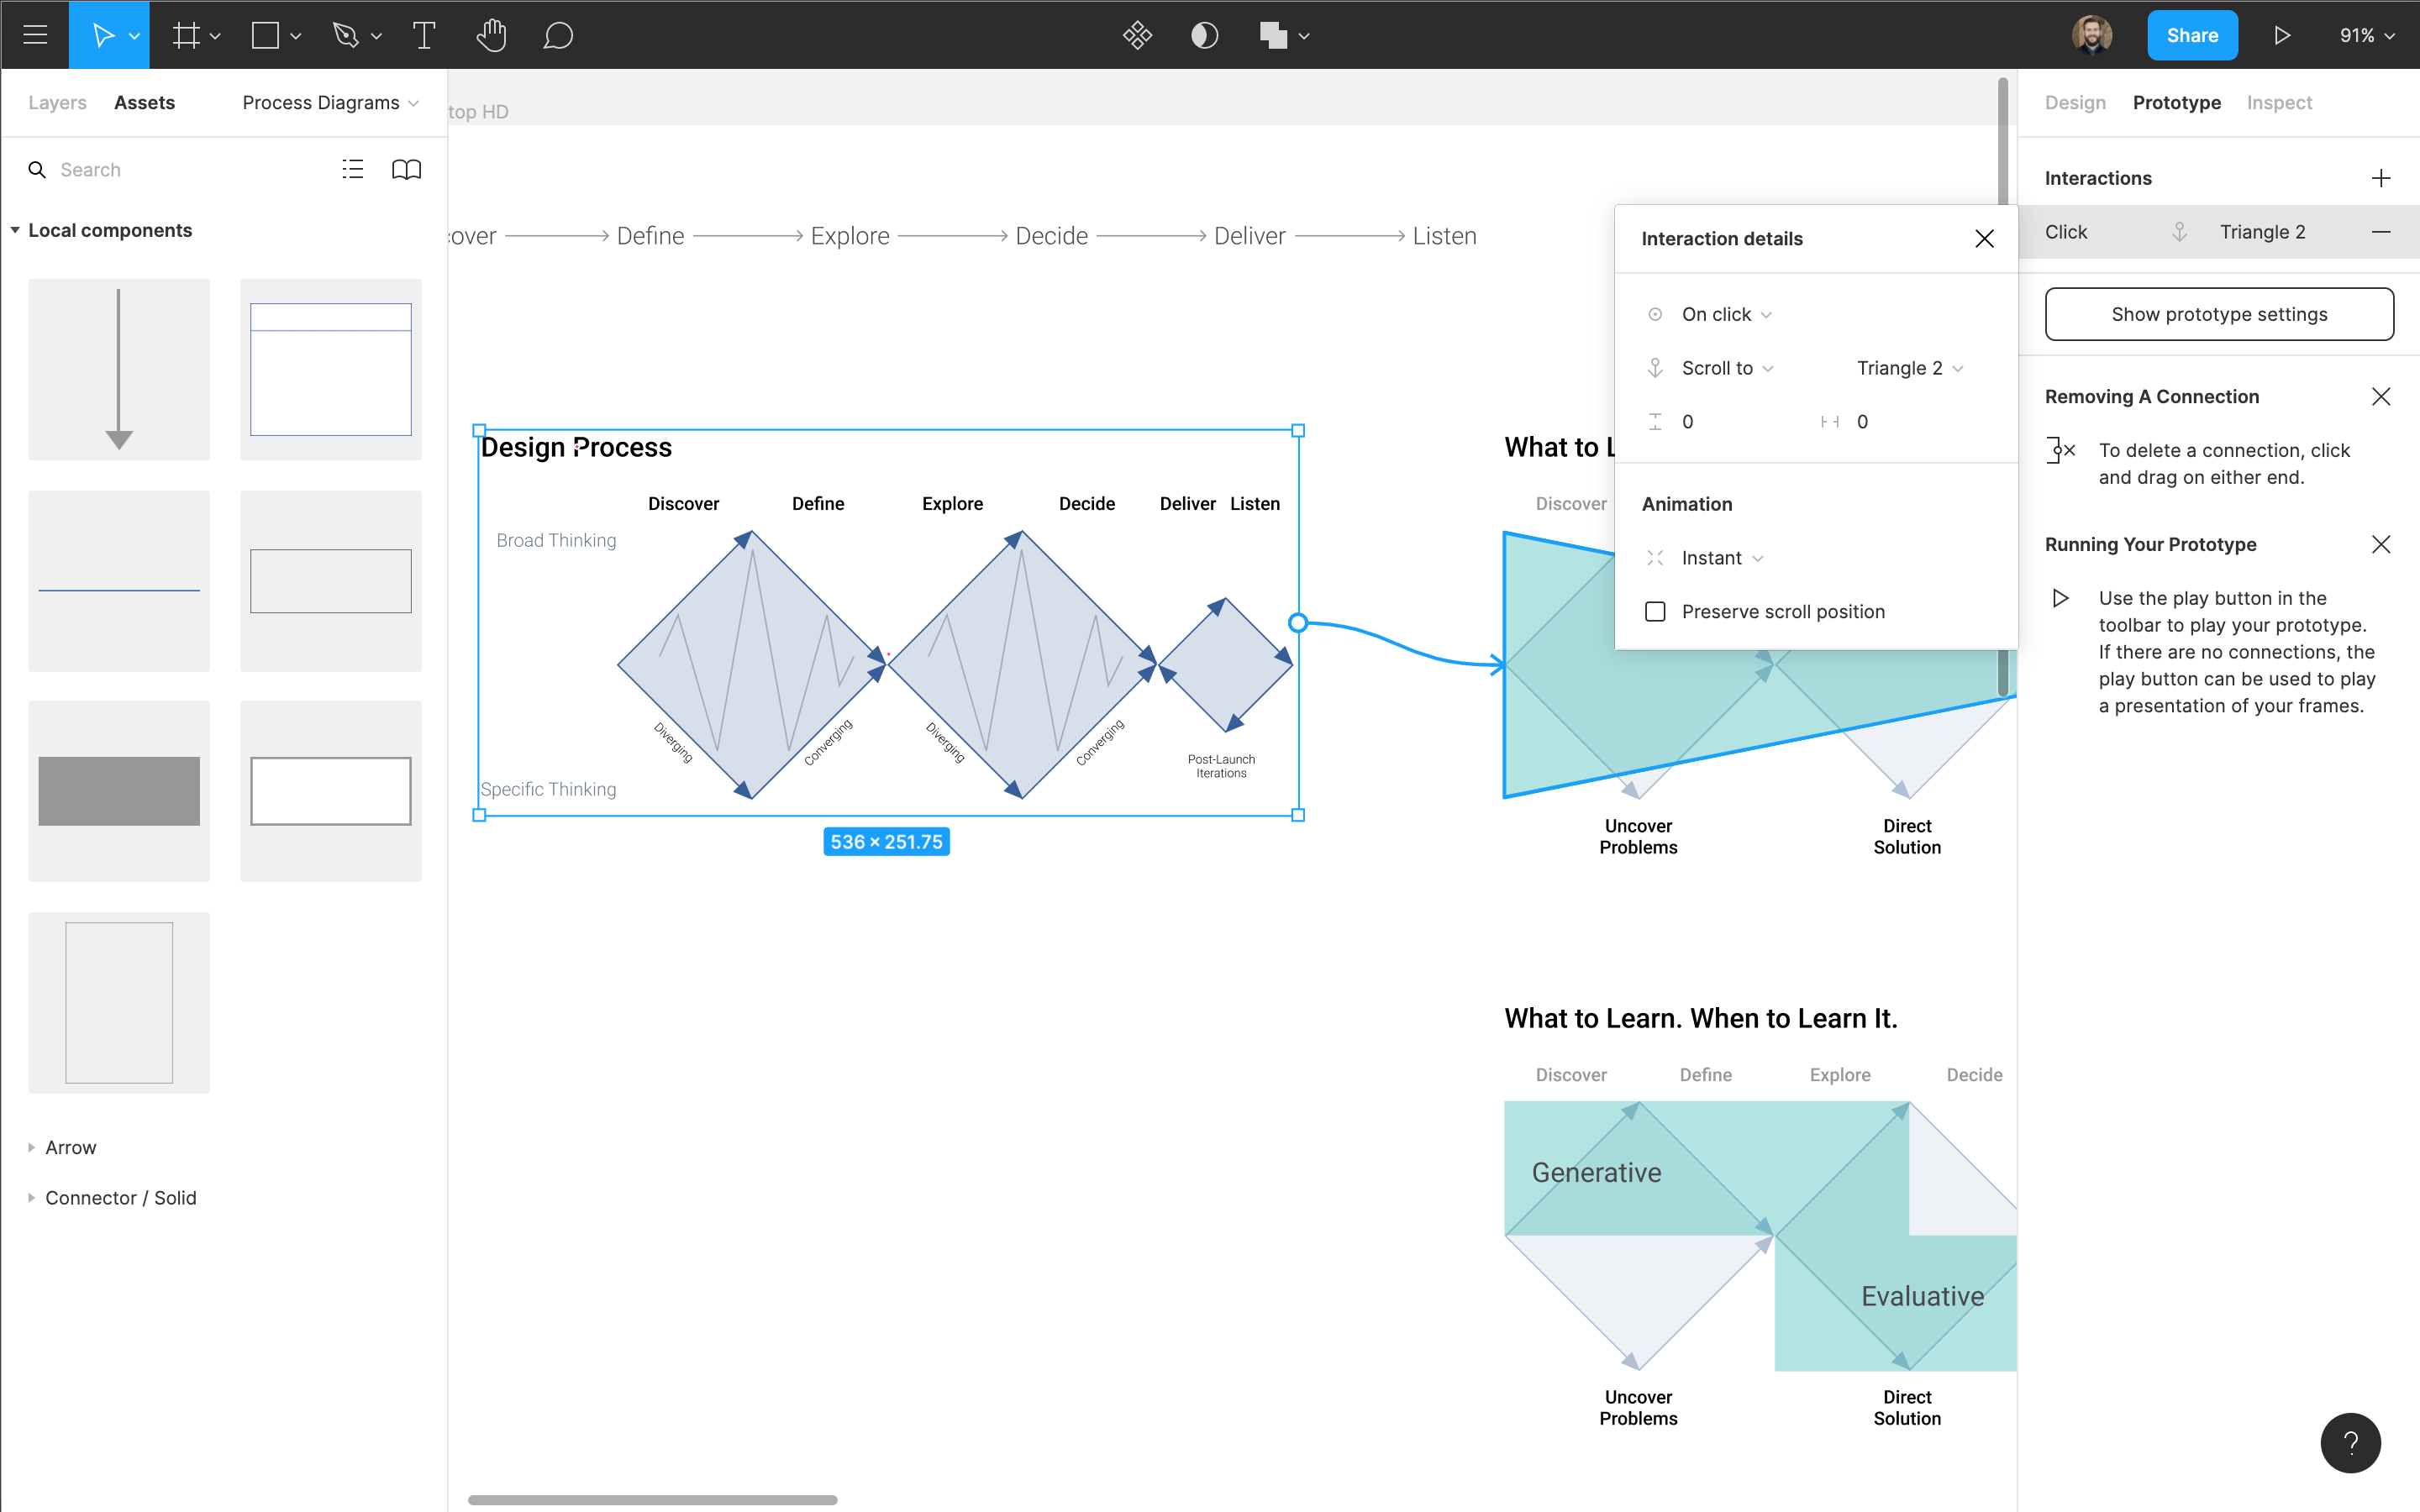 Share
91%
Layers
Assets
Process Diagrams
Search
Local components
Arrow
Connector / Solid
top HD
cover
Define
Explore
Decide
Deliver
Listen
Design Process
Discover
Define
Explore
Decide
Deliver
Listen
Broad Thinking
Diverging
Converging
Diverging
Converging
Post-Launch
Iterations
Specific Thinking
536 × 251.75
What to L
Discover
Uncover
Problems
Direct
Solution
What to Learn. When to Learn It.
Discover
Define
Explore
Decide
Generative
Evaluative
Uncover
Problems
Direct
Solution
Interaction details
On click
Scroll to
Triangle 2
0
0
Animation
Instant
Preserve scroll position
Design
Prototype
Inspect
Interactions
Click
Triangle 2
Show prototype settings
Removing A Connection
To delete a connection, click
and drag on either end.
Running Your Prototype
Use the play button in the
toolbar to play your prototype.
If there are no connections, the
play button can be used to play
a presentation of your frames.
?